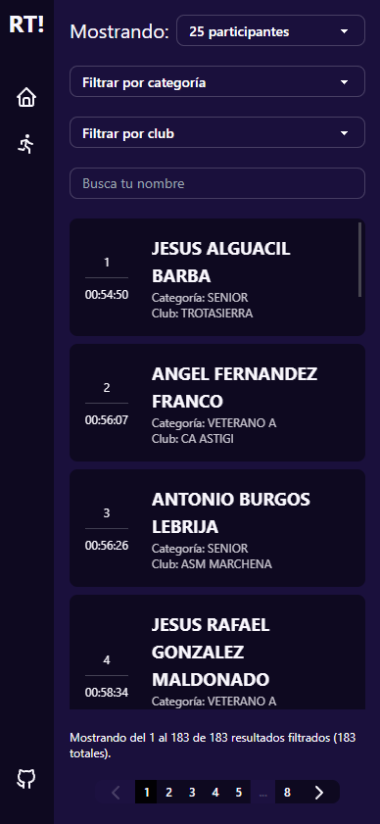 RT!
Mostrando:
25 participantes
Filtrar por categoría
Filtrar por club
Busca tu nombre
1
00:54:50
JESUS ALGUACIL
BARBA
Categoría: SENIOR
Club: TROTASIERRA
2
00:56:07
ANGEL FERNANDEZ
FRANCO
Categoría: VETERANO A
Club: CA ASTIGI
3
00:56:26
ANTONIO BURGOS
LEBRIJA
Categoría: SENIOR
Club: ASM MARCHENA
4
00:58:34
JESUS RAFAEL
GONZALEZ
MALDONADO
Categoría: VETERANO A
Mostrando del 1 al 183 de 183 resultados filtrados (183
totales).
1 2 3 4 5 ... 8